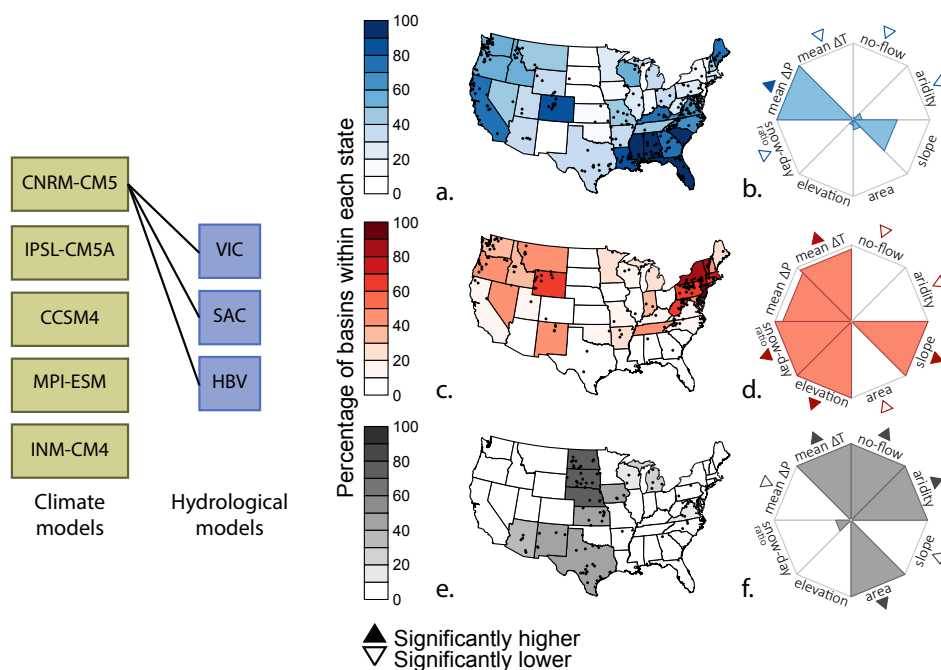 CNRM-CM5
IPSL-CM5A
CCSM4
MPI-ESM
INM-CM4
Climate
models
VIC
SAC
HBV
Hydrological
models
Percentage of basins within each state
100
80
60
40
20
0
a.
b.
mean ΔT
no-flow
aridity
slope
area
elevation
snow-day
ratio
mean ΔP
100
80
60
40
20
0
c.
d.
mean ΔT
no-flow
aridity
slope
area
elevation
snow-day
ratio
mean ΔP
100
80
60
40
20
0
e.
f.
mean ΔT
no-flow
aridity
slope
area
elevation
snow-day
ratio
mean ΔP
Significantly higher
Significantly lower